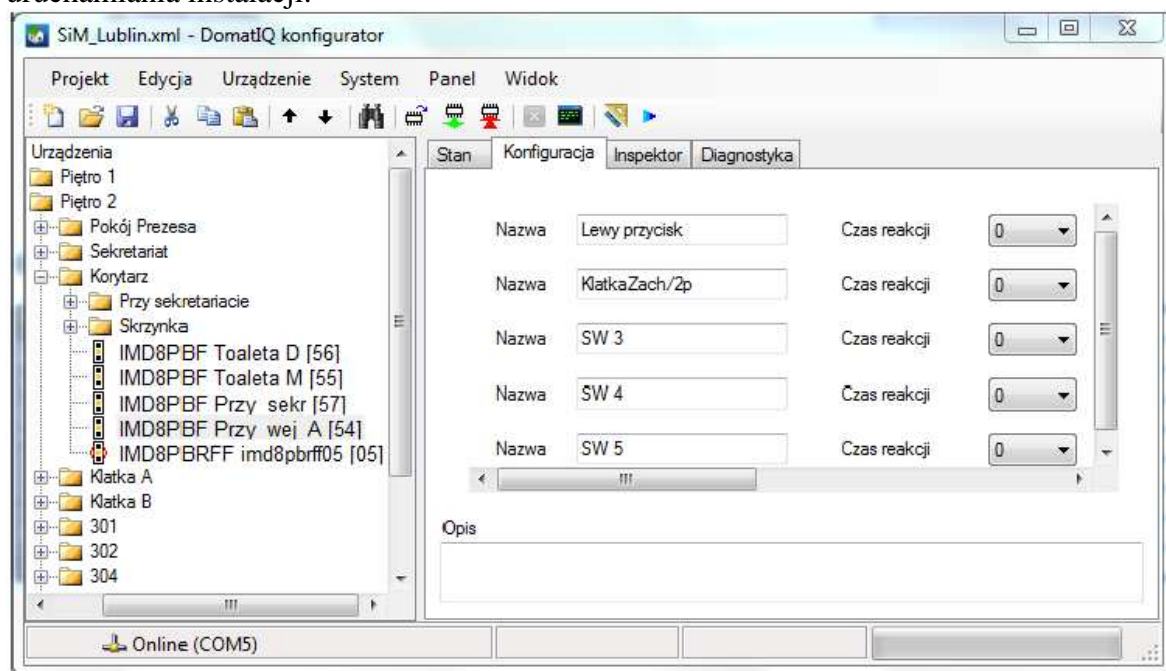 uruchamiania instalacji.
SiM_Lublin.xml - DomatIQ konfigurator
Projekt Edycja Urządzenie System Panel Widok
Urządzenia
Piętro 1
Piętro 2
Pokój Prezesa
Sekretariat
Korytarz
Przy sekretariacie
Skrzynka
IMD8PBF Toaleta D [56]
IMD8PBF Toaleta M [55]
IMD8PBF Przy sekr [57]
IMD8PBF Przy wej A [54]
IMD8PBRFF imd8pbrff05 [05]
Klatka A
Klatka B
301
302
304
Stan Konfiguracja Inspektor Diagnostyka
Nazwa Lewy przycisk Czas reakcji 0
Nazwa KlatkaZach/2p Czas reakcji 0
Nazwa SW 3 Czas reakcji 0
Nazwa SW 4 Czas reakcji 0
Nazwa SW 5 Czas reakcji 0
Opis
Online (COM5)